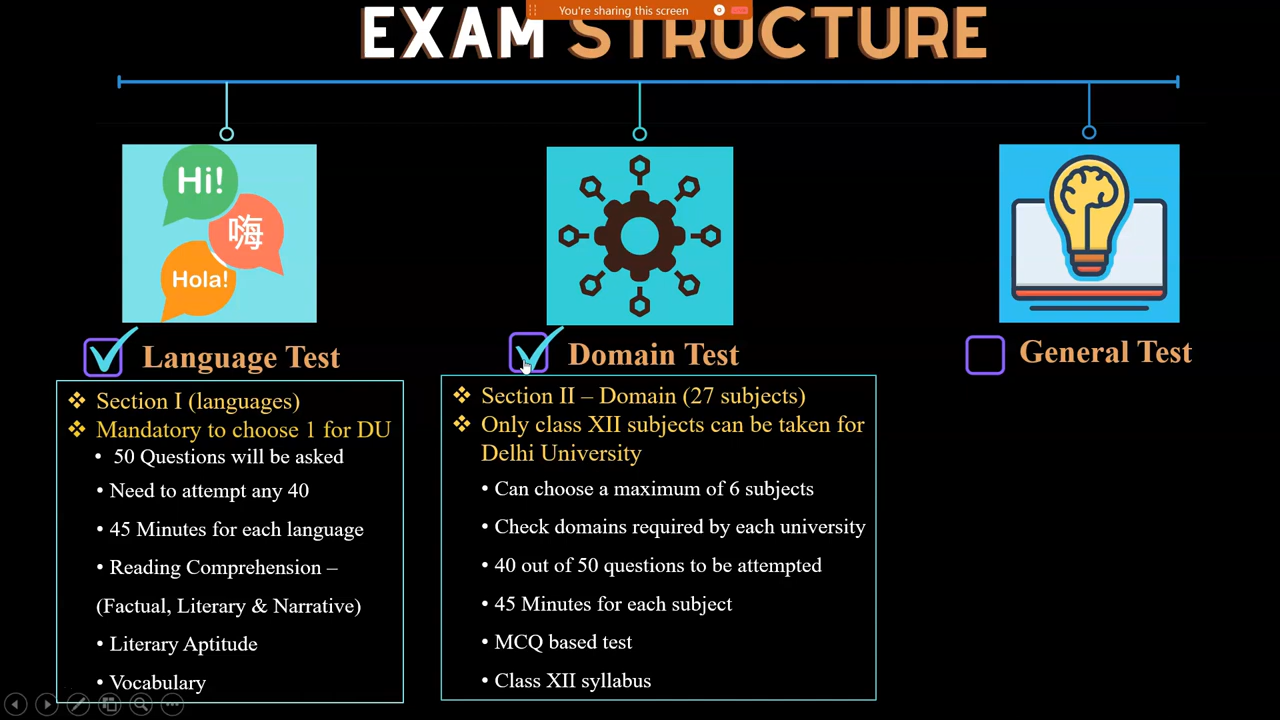 You're sharing this screen
EXAM STRUCTURE
Hi!
嗨
Hola!
Language Test
❖ Section I (languages)
❖ Mandatory to choose 1 for DU
• 50 Questions will be asked
• Need to attempt any 40
• 45 Minutes for each language
• Reading Comprehension –
(Factual, Literary & Narrative)
• Literary Aptitude
• Vocabulary
Domain Test
❖ Section II – Domain (27 subjects)
❖ Only class XII subjects can be taken for
Delhi University
• Can choose a maximum of 6 subjects
• Check domains required by each university
• 40 out of 50 questions to be attempted
• 45 Minutes for each subject
• MCQ based test
• Class XII syllabus
General Test